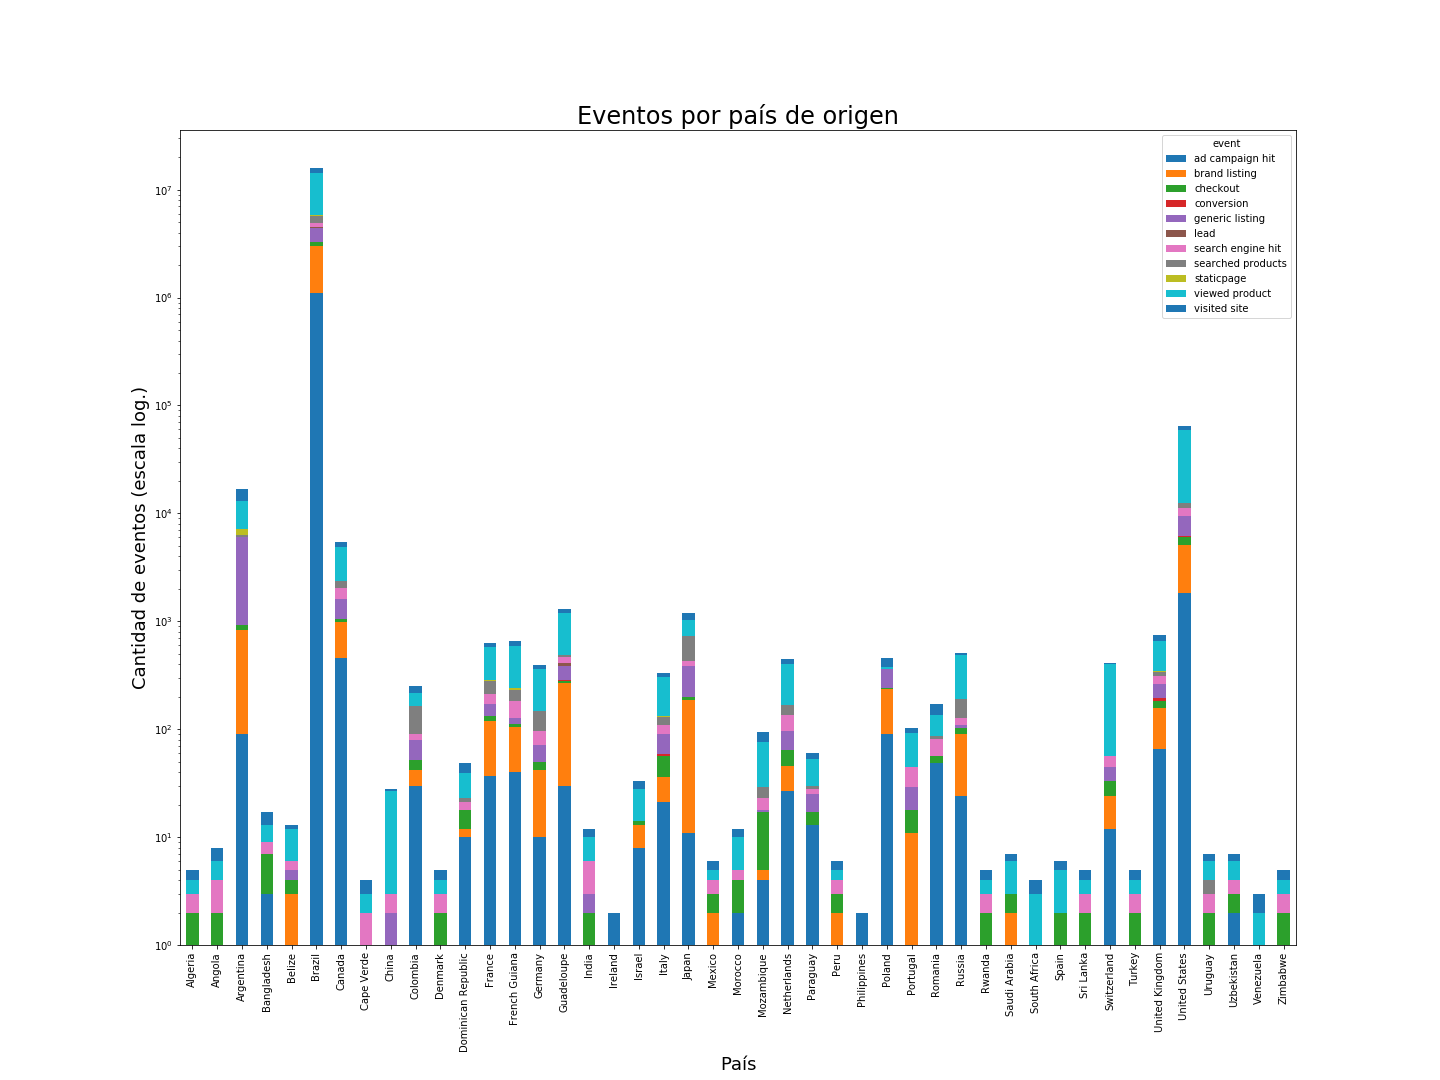 Eventos por país de origen
event
ad campaign hit
brand listing
checkout
conversion
generic listing
lead
search engine hit
searched products
staticpage
viewed product
visited site
Cantidad de eventos (escala log.)
10⁷
10⁶
10⁵
10⁴
10³
10²
10¹
10⁰
Algeria
Angola
Argentina
Bangladesh
Belize
Brazil
Canada
Cape Verde
China
Colombia
Denmark
Dominican Republic
France
French Guiana
Germany
Guadeloupe
India
Ireland
Israel
Italy
Japan
Mexico
Morocco
Mozambique
Netherlands
Paraguay
Peru
Philippines
Poland
Portugal
Romania
Russia
Rwanda
Saudi Arabia
South Africa
Spain
Sri Lanka
Switzerland
Turkey
United Kingdom
United States
Uruguay
Uzbekistan
Venezuela
Zimbabwe
País